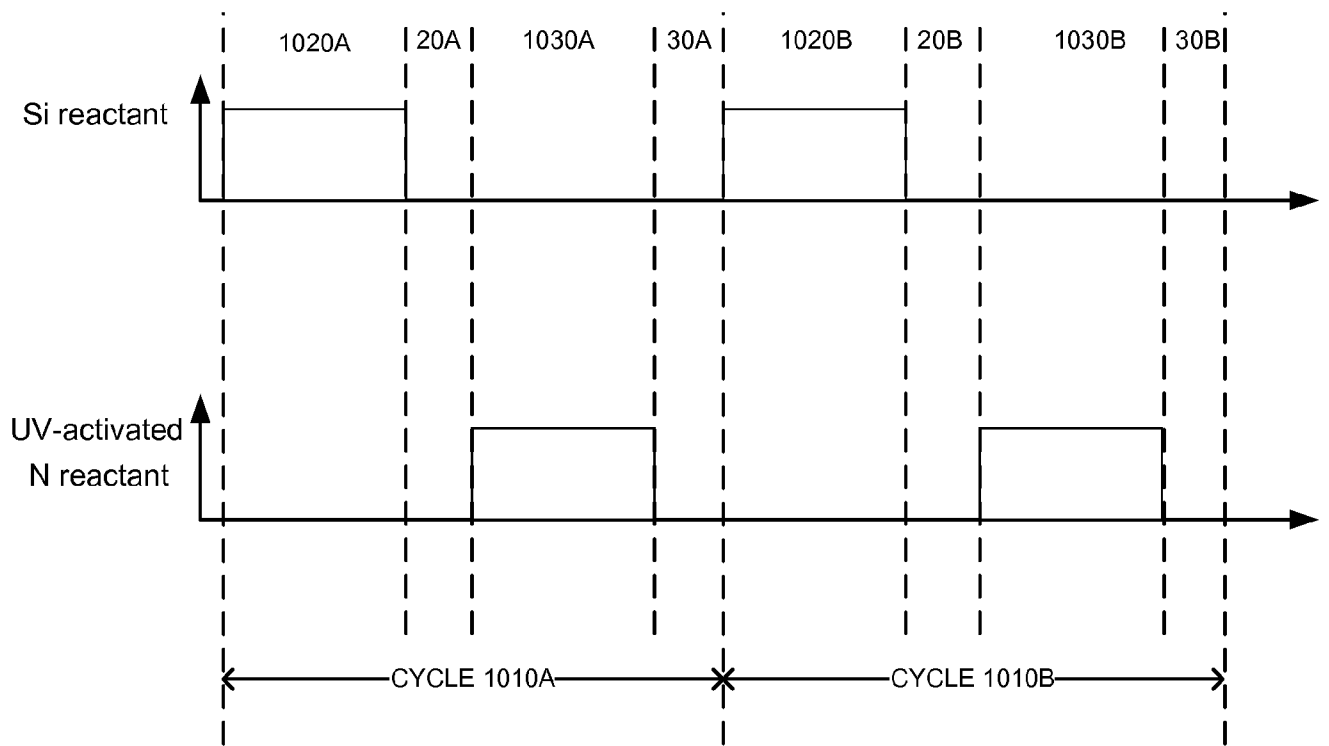 1020A 20A 1030A 30A 1020B 20B 1030B 30B
Si reactant
UV-activated
N reactant
CYCLE 1010A CYCLE 1010B